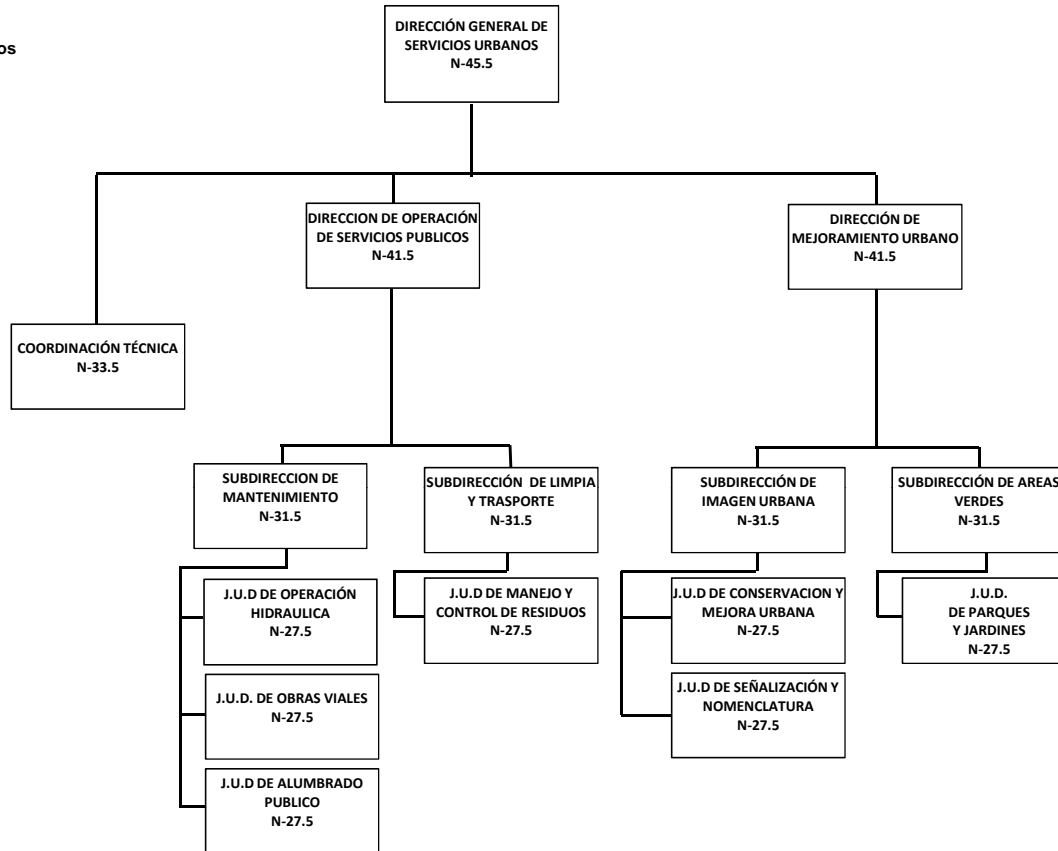 DIRECCIÓN GENERAL DE
SERVICIOS URBANOS
N-45.5
os
DIRECCION DE OPERACIÓN
DE SERVICIOS PUBLICOS
N-41.5
DIRECCIÓN DE
MEJORAMIENTO URBANO
N-41.5
COORDINACIÓN TÉCNICA
N-33.5
SUBDIRECCION DE
MANTENIMIENTO
N-31.5
SUBDIRECCIÓN DE LIMPIA
Y TRASPORTE
N-31.5
SUBDIRECCIÓN DE
IMAGEN URBANA
N-31.5
SUBDIRECCIÓN DE AREAS
VERDES
N-31.5
J.U.D DE OPERACIÓN
HIDRAULICA
N-27.5
J.U.D DE MANEJO Y
CONTROL DE RESIDUOS
N-27.5
J.U.D DE CONSERVACION Y
MEJORA URBANA
N-27.5
J.U.D.
DE PARQUES
Y JARDINES
N-27.5
J.U.D. DE OBRAS VIALES
N-27.5
J.U.D DE SEÑALIZACIÓN Y
NOMENCLATURA
N-27.5
J.U.D DE ALUMBRADO
PUBLICO
N-27.5